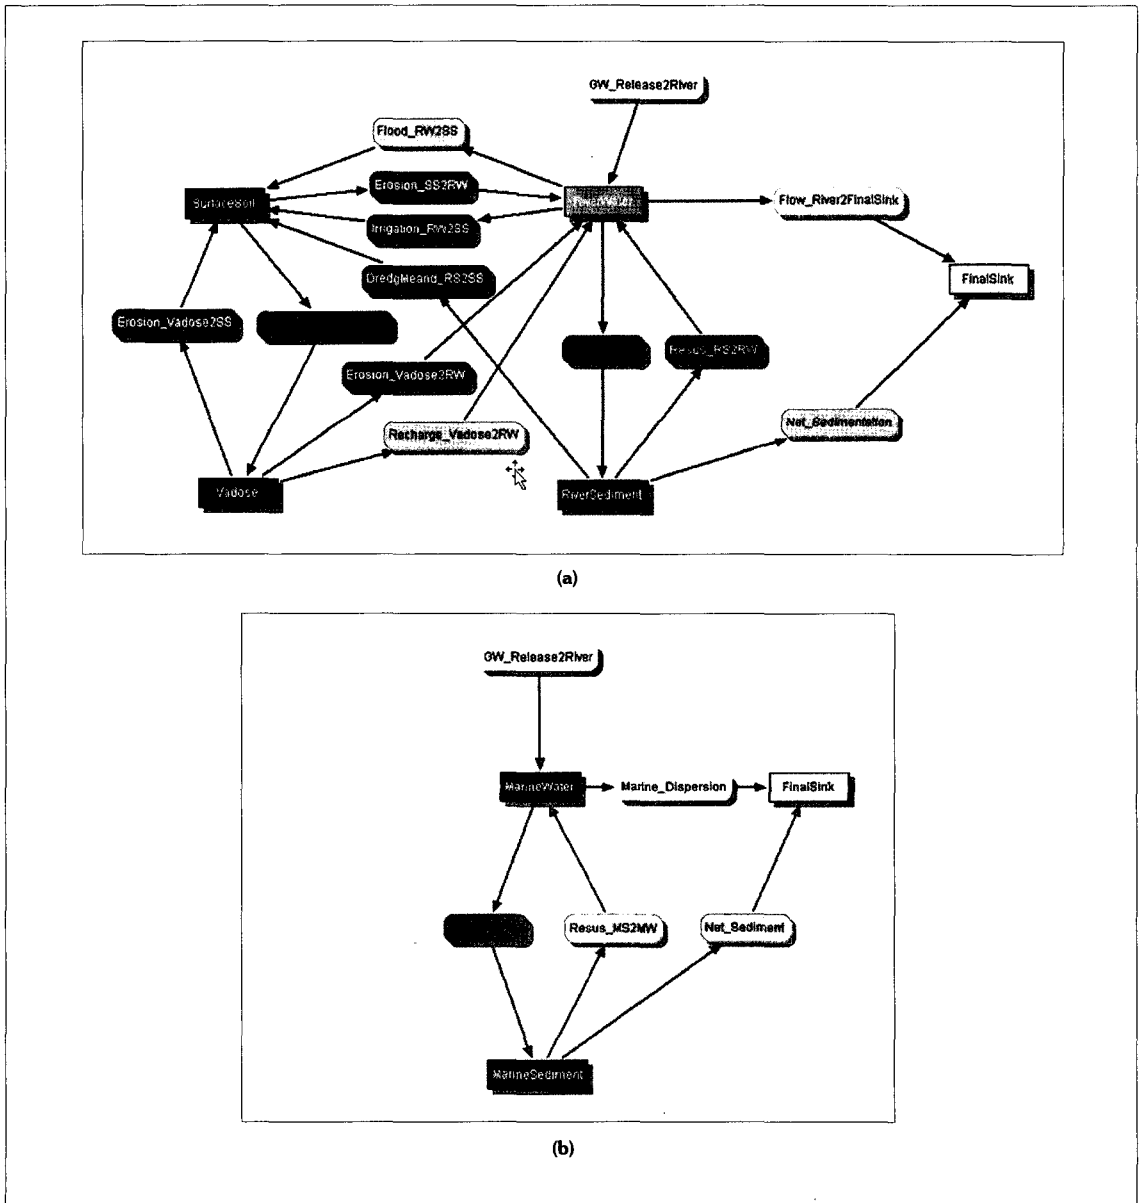 GW_Release2River
Flood_RW2SS
Erosion_SS2RW
SurfaceSoil
RiverWater
Flow_River2FinalSink
Irrigation_RW2SS
DredgMeand_RS2SS
FinalSink
Erosion_Vadose2SS
Resus_RS2RW
Erosion_Vadose2RW
Net_Sedimentation
Recharge_Vadose2RW
Vadose
RiverSediment
(a)
GW_Release2River
MarineWater
Marine_Dispersion
FinalSink
Resus_MS2MW
Net_Sediment
MarineSediment
(b)